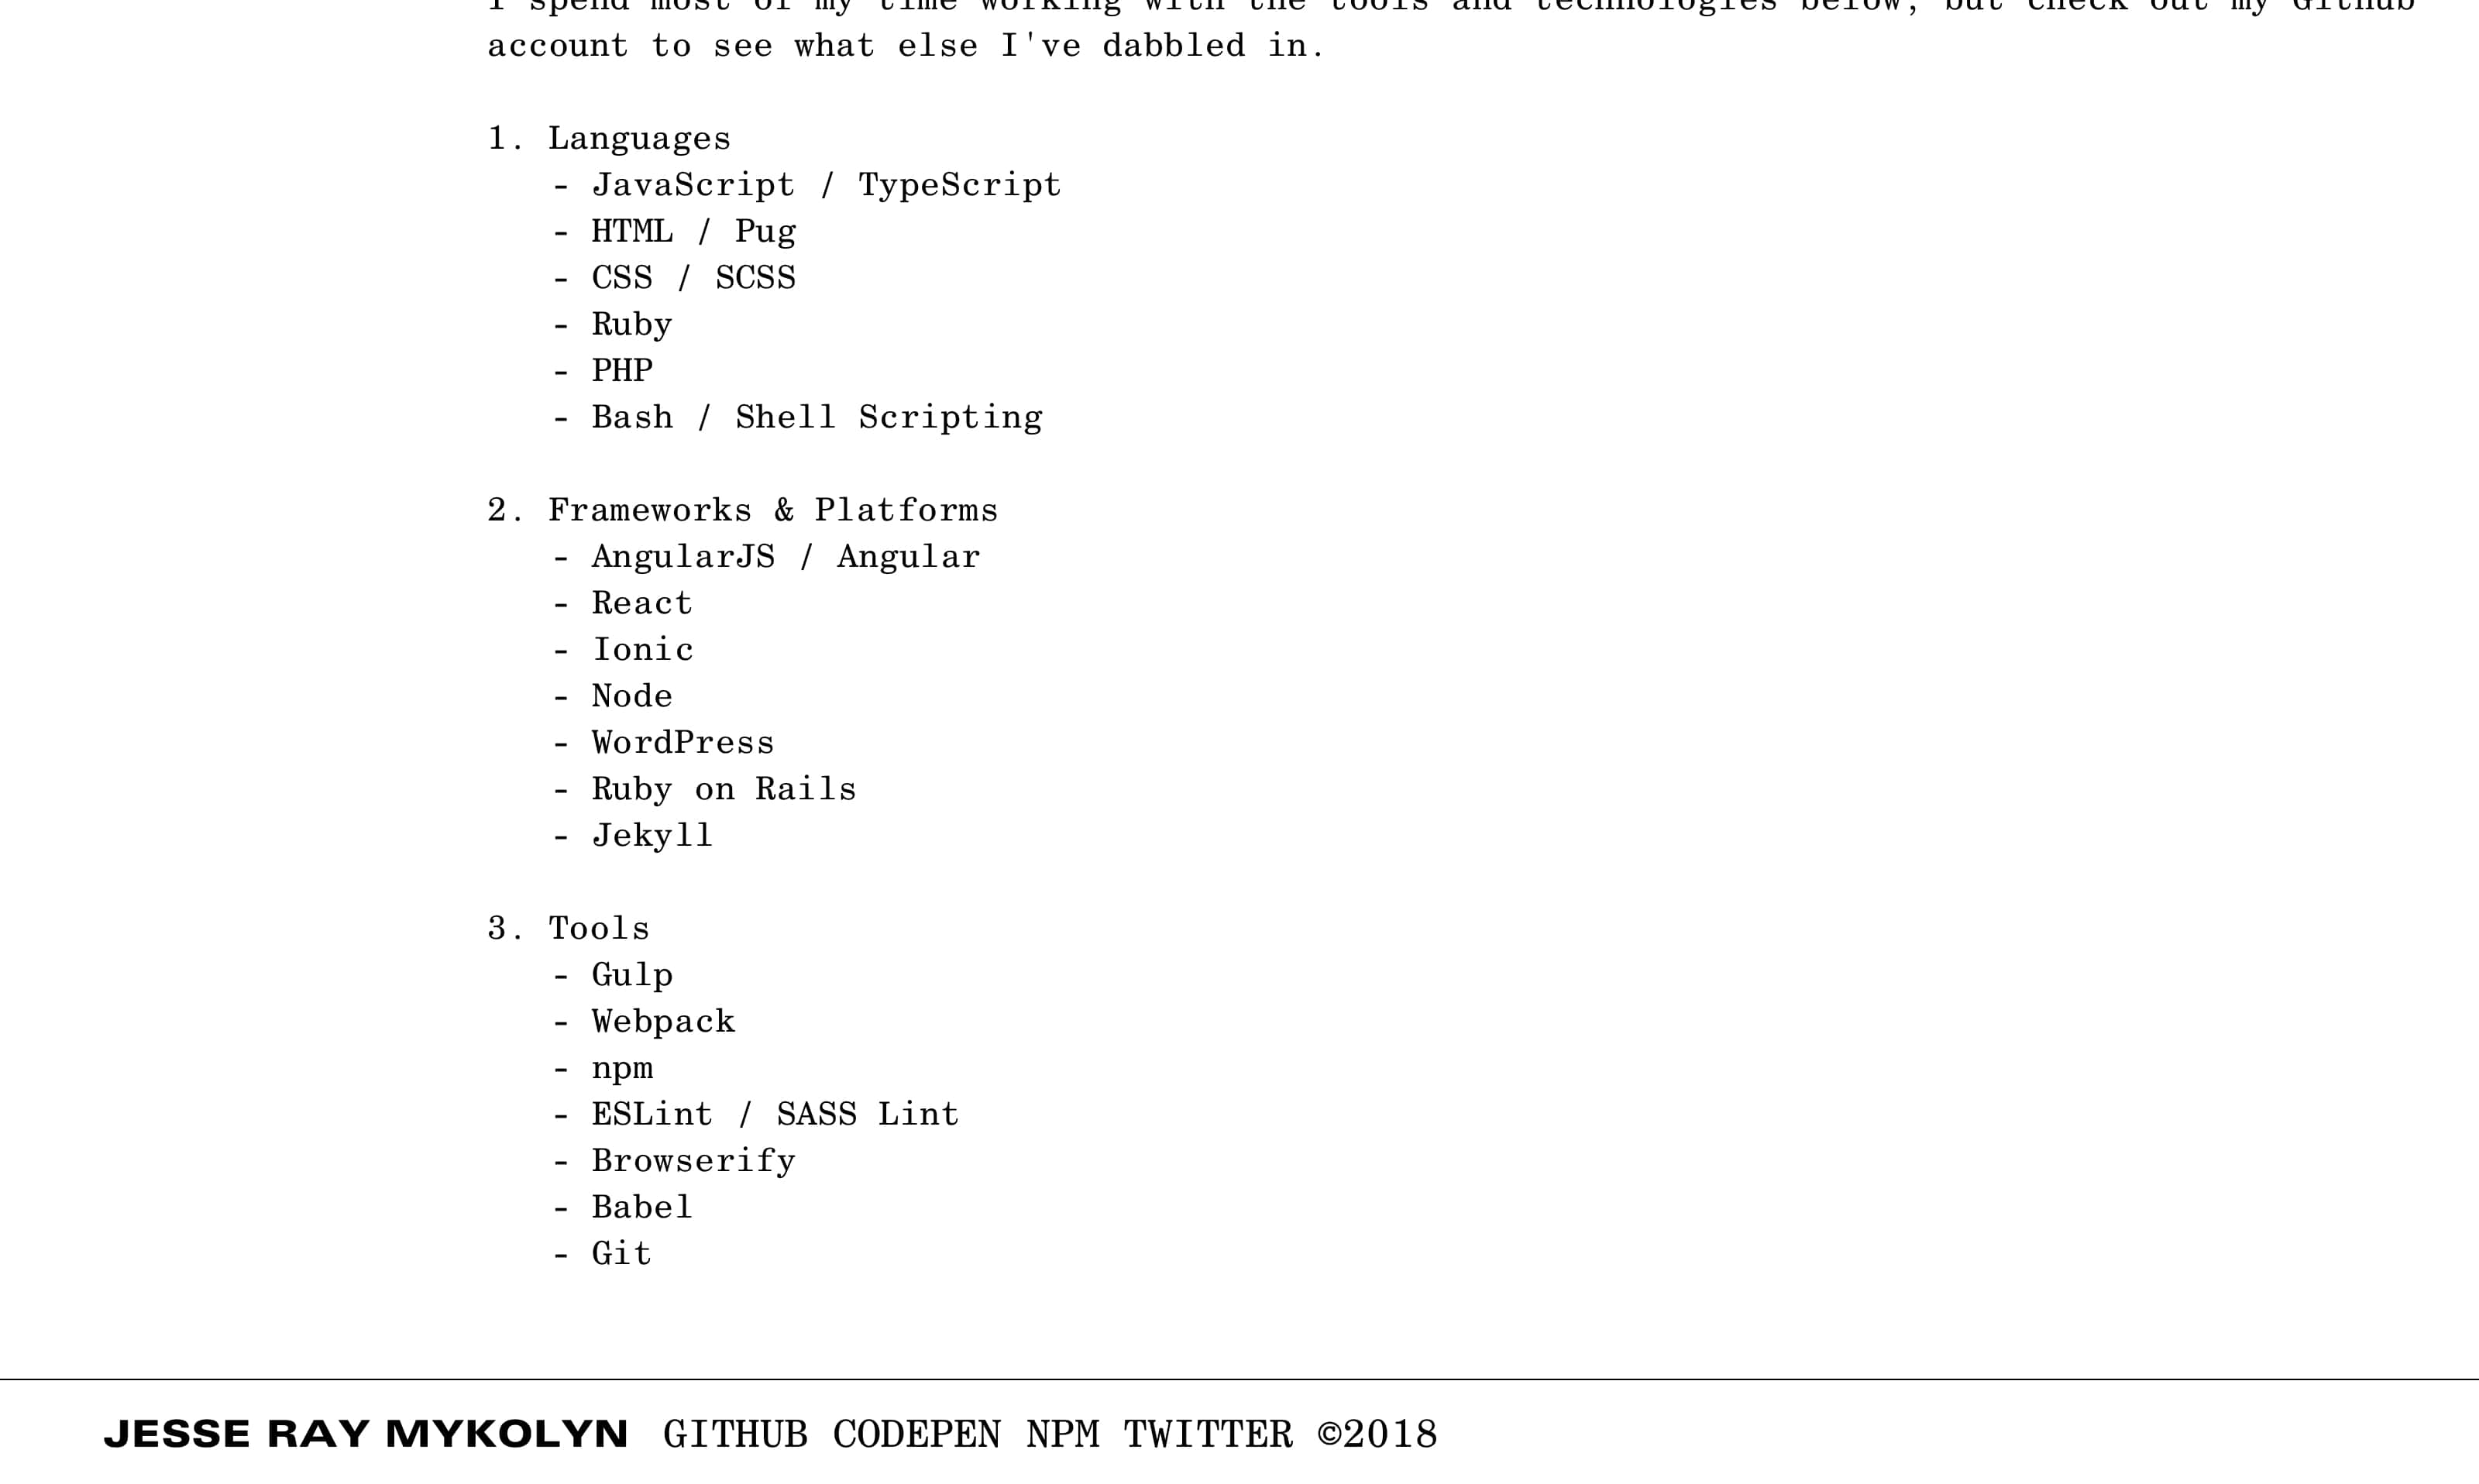 I spend most of my time working with the tools and technologies below, but check out my Github
account to see what else I've dabbled in.
1. Languages
- JavaScript / TypeScript
- HTML / Pug
- CSS / SCSS
- Ruby
- PHP
- Bash / Shell Scripting
2. Frameworks & Platforms
- AngularJS / Angular
- React
- Ionic
- Node
- WordPress
- Ruby on Rails
- Jekyll
3. Tools
- Gulp
- Webpack
- npm
- ESLint / SASS Lint
- Browserify
- Babel
- Git
JESSE RAY MYKOLYN GITHUB CODEPEN NPM TWITTER ©2018